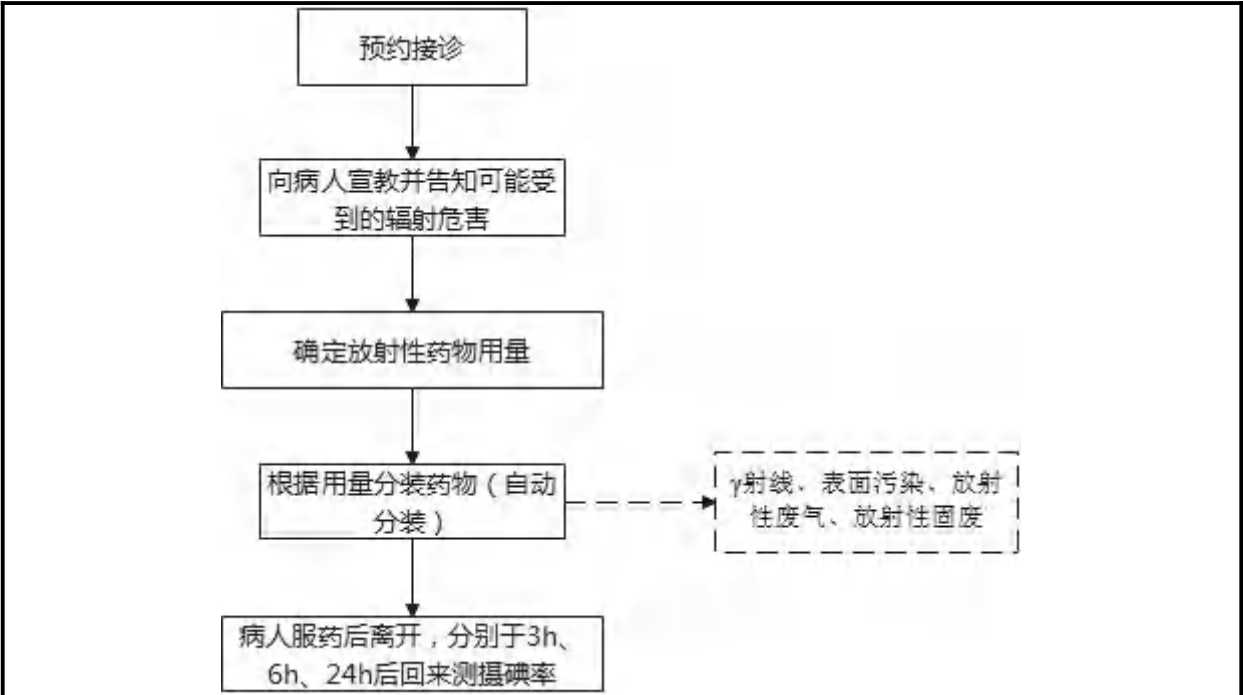 预约接诊
向病人宣教并告知可能受
到的辐射危害
确定放射性药物用量
根据用量分装药物（自动
分装）
γ射线、表面污染、放射
性废气、放射性固废
病人服药后离开，分别于3h、
6h、24h后回来测摄碘率